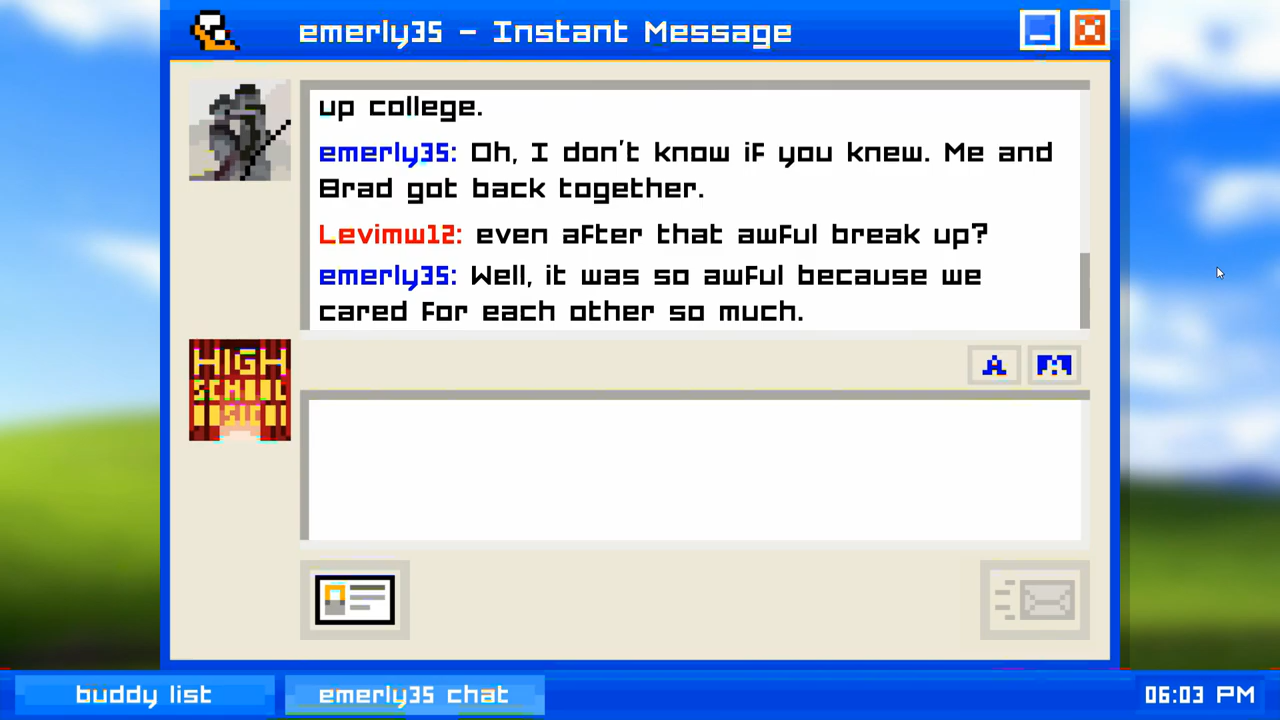 emerly35 - Instant Message
up college.
emerly35: Oh, I don't know if you knew. Me and
Brad got back together.
Levimw12: even after that awful break up?
emerly35: Well, it was so awful because we
cared for each other so much.
A
HIGH
SCHOOL
buddy list
emerly35 chat
06:03 PM